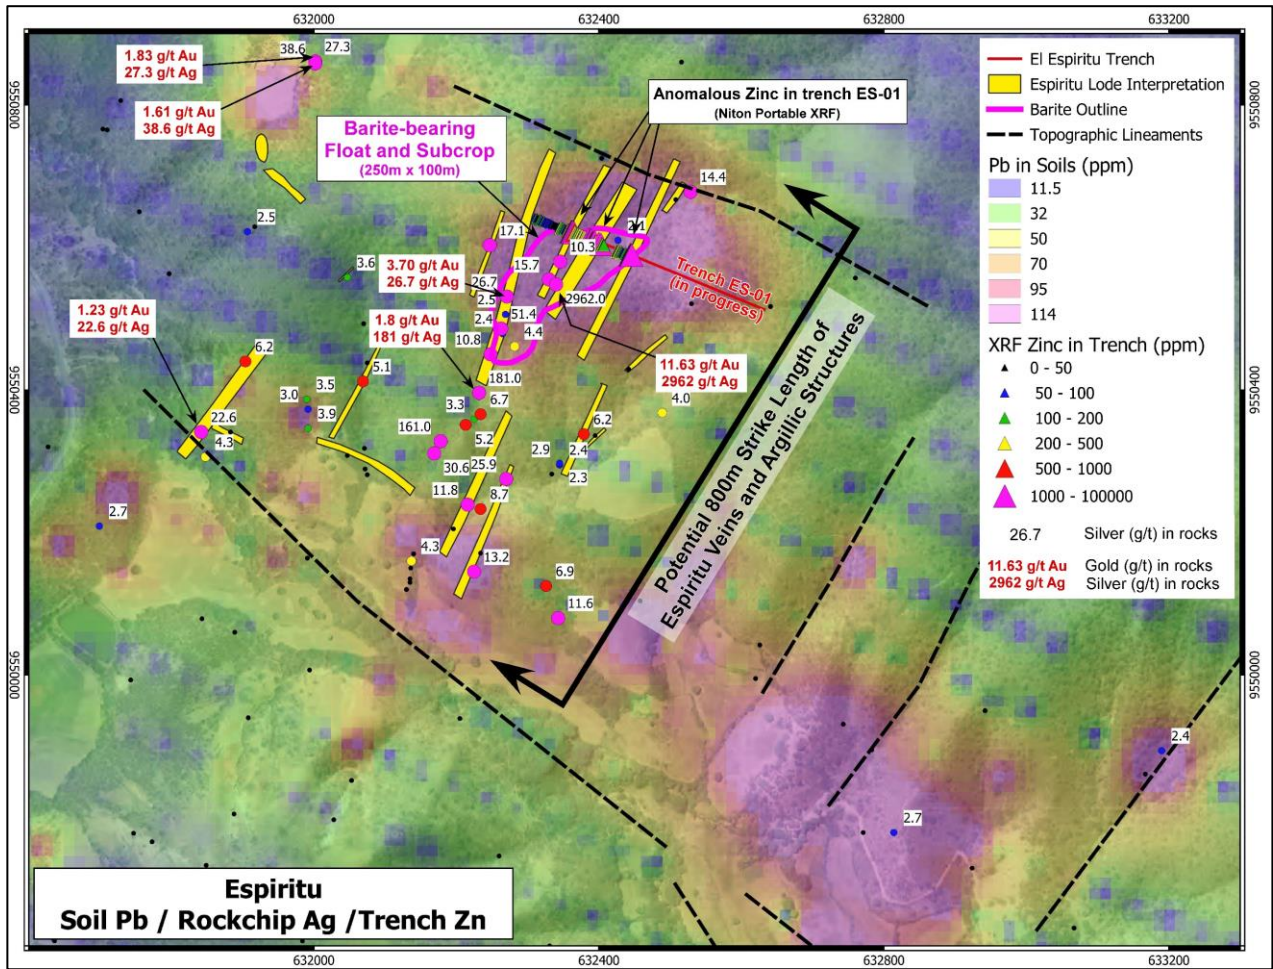 632000
632400
632800
633200
9550800
9550400
9550000
9550800
9550400
9550000
1.83 g/t Au
27.3 g/t Ag
38.6
27.3
1.61 g/t Au
38.6 g/t Ag
Barite-bearing
Float and Subcrop
(250m x 100m)
Anomalous Zinc in trench ES-01
(Niton Portable XRF)
14.4
2.5
17.1
2.1
10.3
3.6
15.7
3.70 g/t Au
26.7 g/t Ag
26.7
2.5
2962.0
Trench ES-01
(in progress)
1.23 g/t Au
22.6 g/t Ag
1.8 g/t Au
181 g/t Ag
51.4
2.4
4.4
10.8
6.2
5.1
11.63 g/t Au
2962 g/t Ag
181.0
3.5
3.0
3.9
6.7
3.3
4.0
22.6
4.3
161.0
5.2
6.2
2.9
2.4
30.6
25.9
2.3
11.8
8.7
2.7
4.3
13.2
6.9
11.6
Potential 800m Strike Length of
Espiritu Veins and Argillic Structures
2.4
2.7
El Espiritu Trench
Espiritu Lode Interpretation
Barite Outline
Topographic Lineaments
Pb in Soils (ppm)
11.5
32
50
70
95
114
XRF Zinc in Trench (ppm)
0 - 50
50 - 100
100 - 200
200 - 500
500 - 1000
1000 - 100000
26.7 Silver (g/t) in rocks
11.63 g/t Au Gold (g/t) in rocks
2962 g/t Ag Silver (g/t) in rocks
Espiritu
Soil Pb / Rockchip Ag /Trench Zn
632000
632400
632800
633200